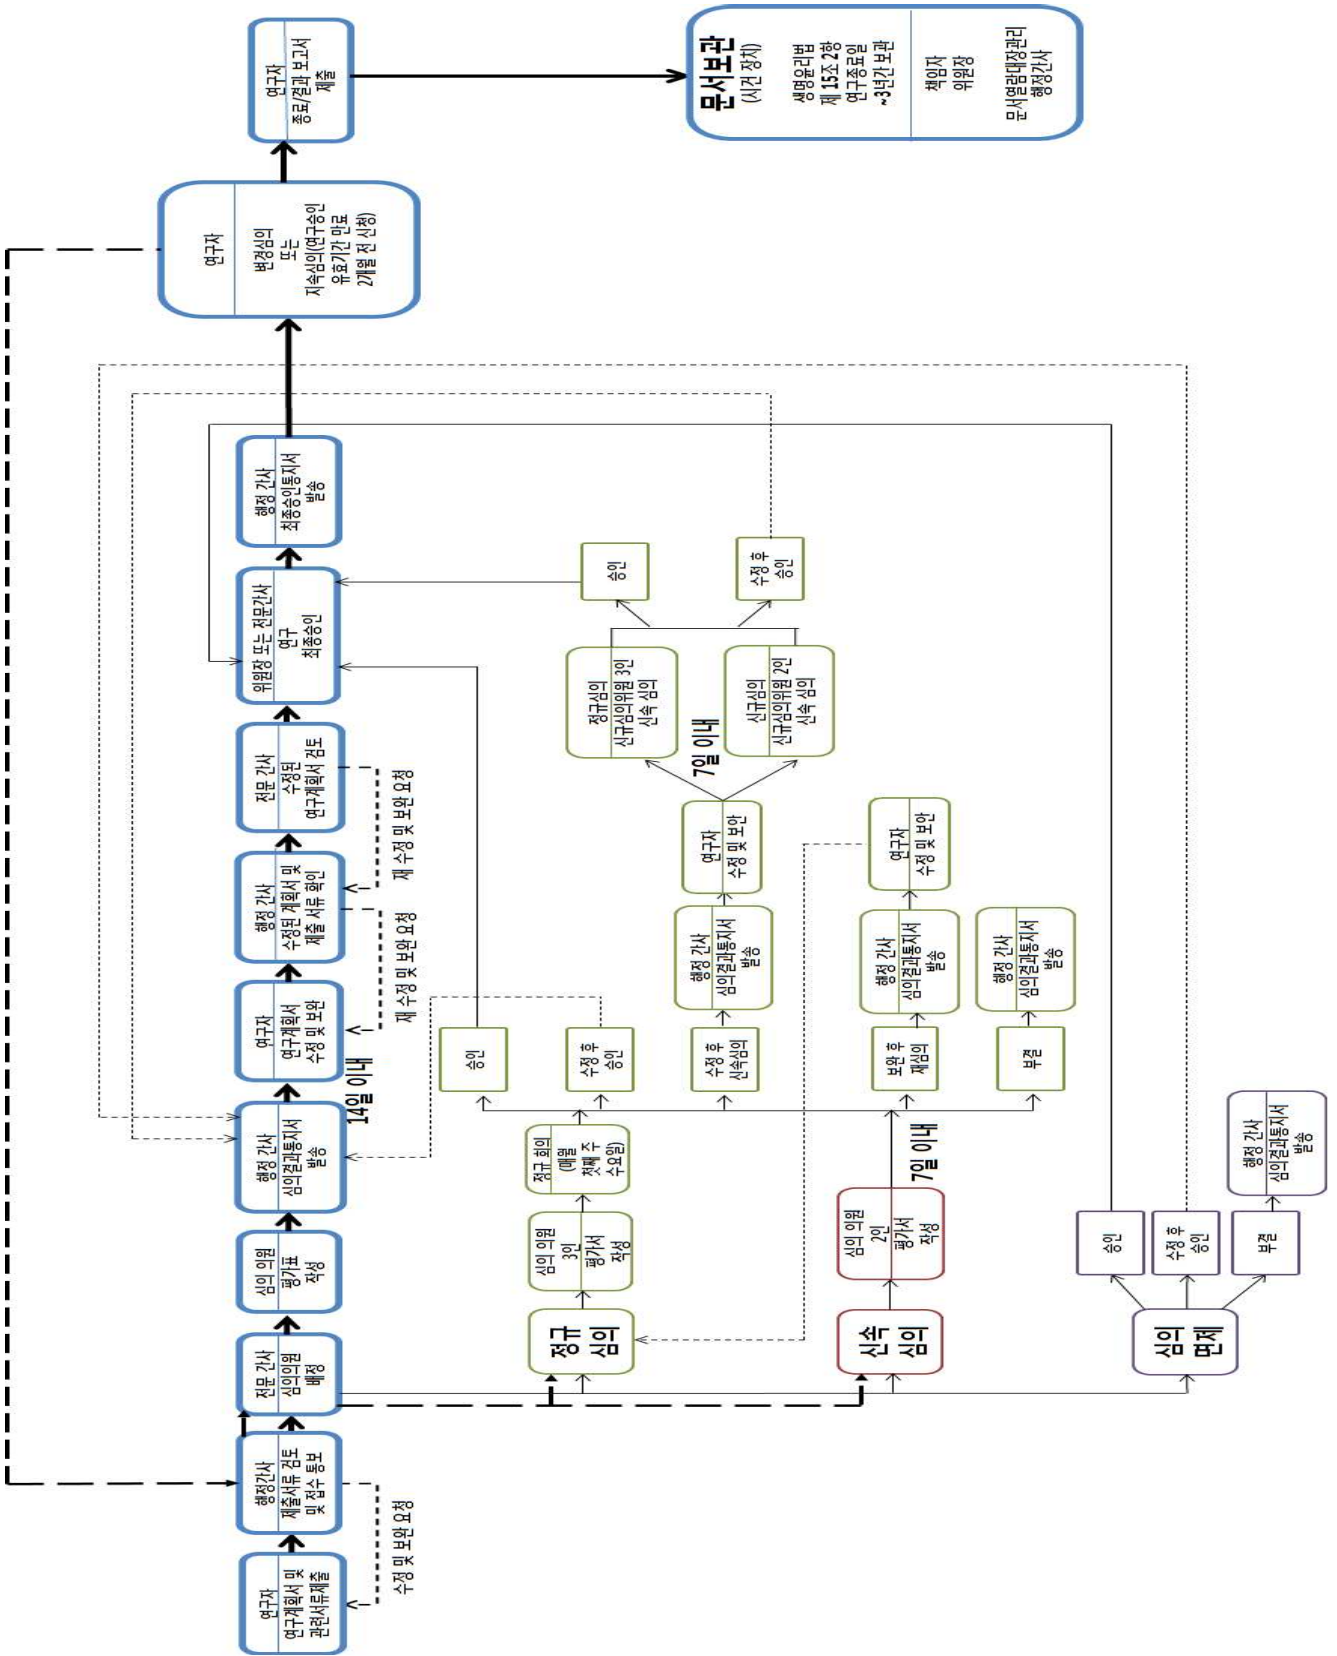 연구자
연구계획서 및
관련서류제출
행정간사
제출서류 검토
및 접수 통보
수정 및 보완 요청
전문 간사
심의위원
배정
심의 위원
평가표
작성
행정 간사
심의결과통지서
발송
14일 이내
연구자
연구계획서
수정 및 보완
행정 간사
수정된 계획서 및
제출 서류 확인
재 수정 및 보완 요청
전문 간사
수정된
연구계획서 검토
재 수정 및 보완 요청
위원장 또는 전문간사
연구
최종승인
행정 간사
최종승인통지서
발송
연구자
변경심의
또는
지속심의(연구승인
유효기간 만료
2개월 전 신청)
연구자
종료/결과 보고서
제출
문서보관
(시건 장치)
생명윤리법
제 15조 2항
연구종료일
~3년간 보관
책임자
위원장
문서열람대장관리
행정간사
정규
심의
심의 위원
3인
평가서
작성
정규 회의
(매월
첫째 주
수요일)
승인
수정 후
승인
수정 후
신속심의
행정 간사
심의결과통지서
발송
연구자
수정 및 보안
7일 이내
정규심의
신규심의위원 3인
신속 심의
신규심의
신규심의위원 2인
신속 심의
승인
수정 후
승인
보완 후
재심의
행정 간사
심의결과통지서
발송
연구자
수정 및 보안
부결
행정 간사
심의결과통지서
발송
신속
심의
심의 위원
2인
평가서
작성
7일 이내
심의
면제
승인
수정 후
승인
부결
행정 간사
심의결과통지서
발송